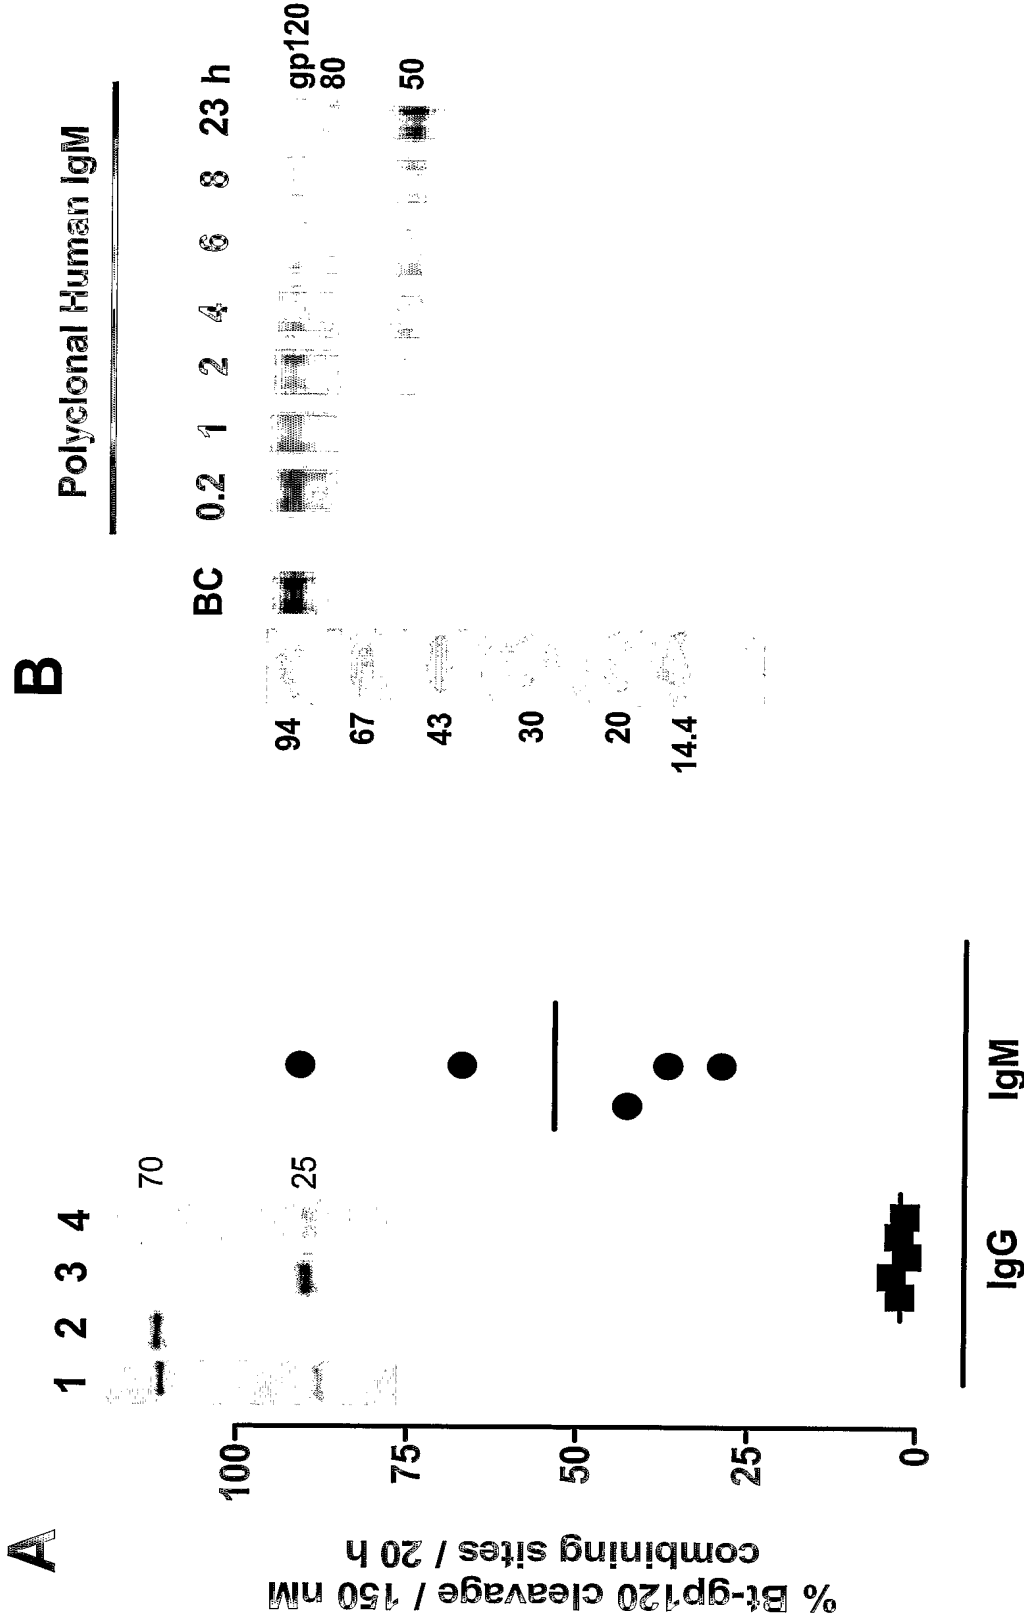 A
1 2 3 4
70
25
% Bt-gp120 cleavage / 150 nM
combining sites / 20 h
100
75
50
25
0
IgG IgM
B
Polyclonal Human IgM
BC 0.2 1 2 4 6 8 23 h
94
67
43
30
20
14.4
gp120
80
50